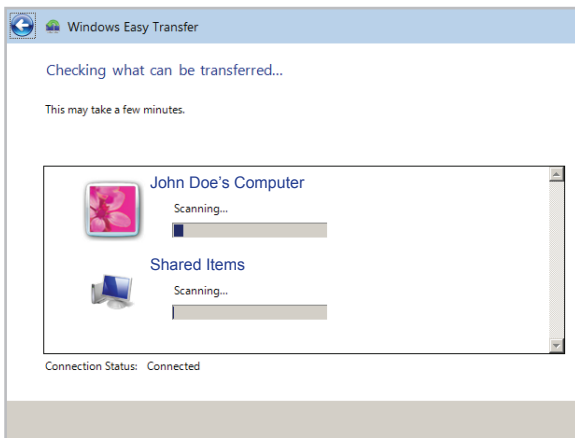 Windows Easy Transfer
Checking what can be transferred...
This may take a few minutes.
John Doe's Computer
Scanning...
Shared Items
Scanning...
Connection Status: Connected